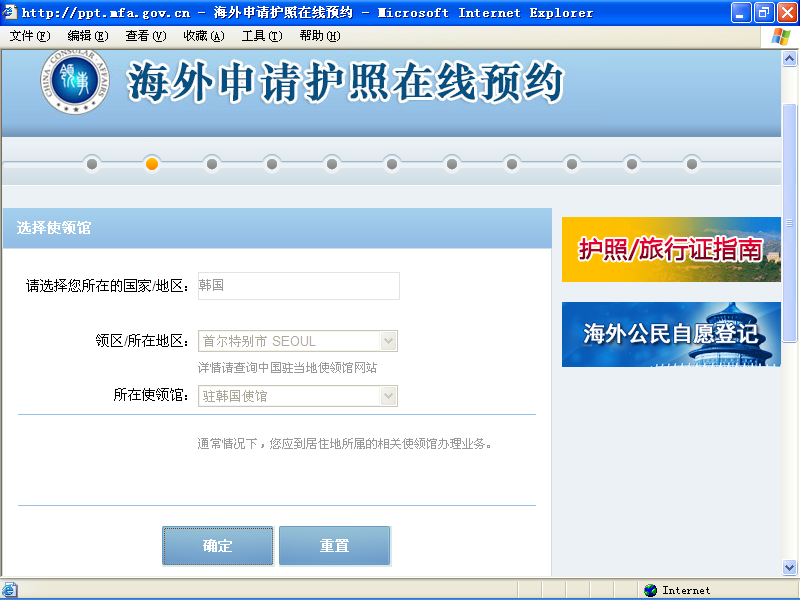 http://ppt.mfa.gov.cn - 海外申请护照在线预约 - Microsoft Internet Explorer
文件(F) 编辑(E) 查看(V) 收藏(A) 工具(T) 帮助(H)
CHINA CONSULAR AFFAIRS
领事
海外申请护照在线预约
选择使领馆
护照/旅行证指南
请选择您所在的国家/地区: 韩国
海外公民自愿登记
领区/所在地区: 首尔特别市 SEOUL
详情请查询中国驻当地使领馆网站
所在使领馆: 驻韩国使馆
通常情况下，您应到居住地所属的相关使领馆办理业务。
确定 重置
Internet